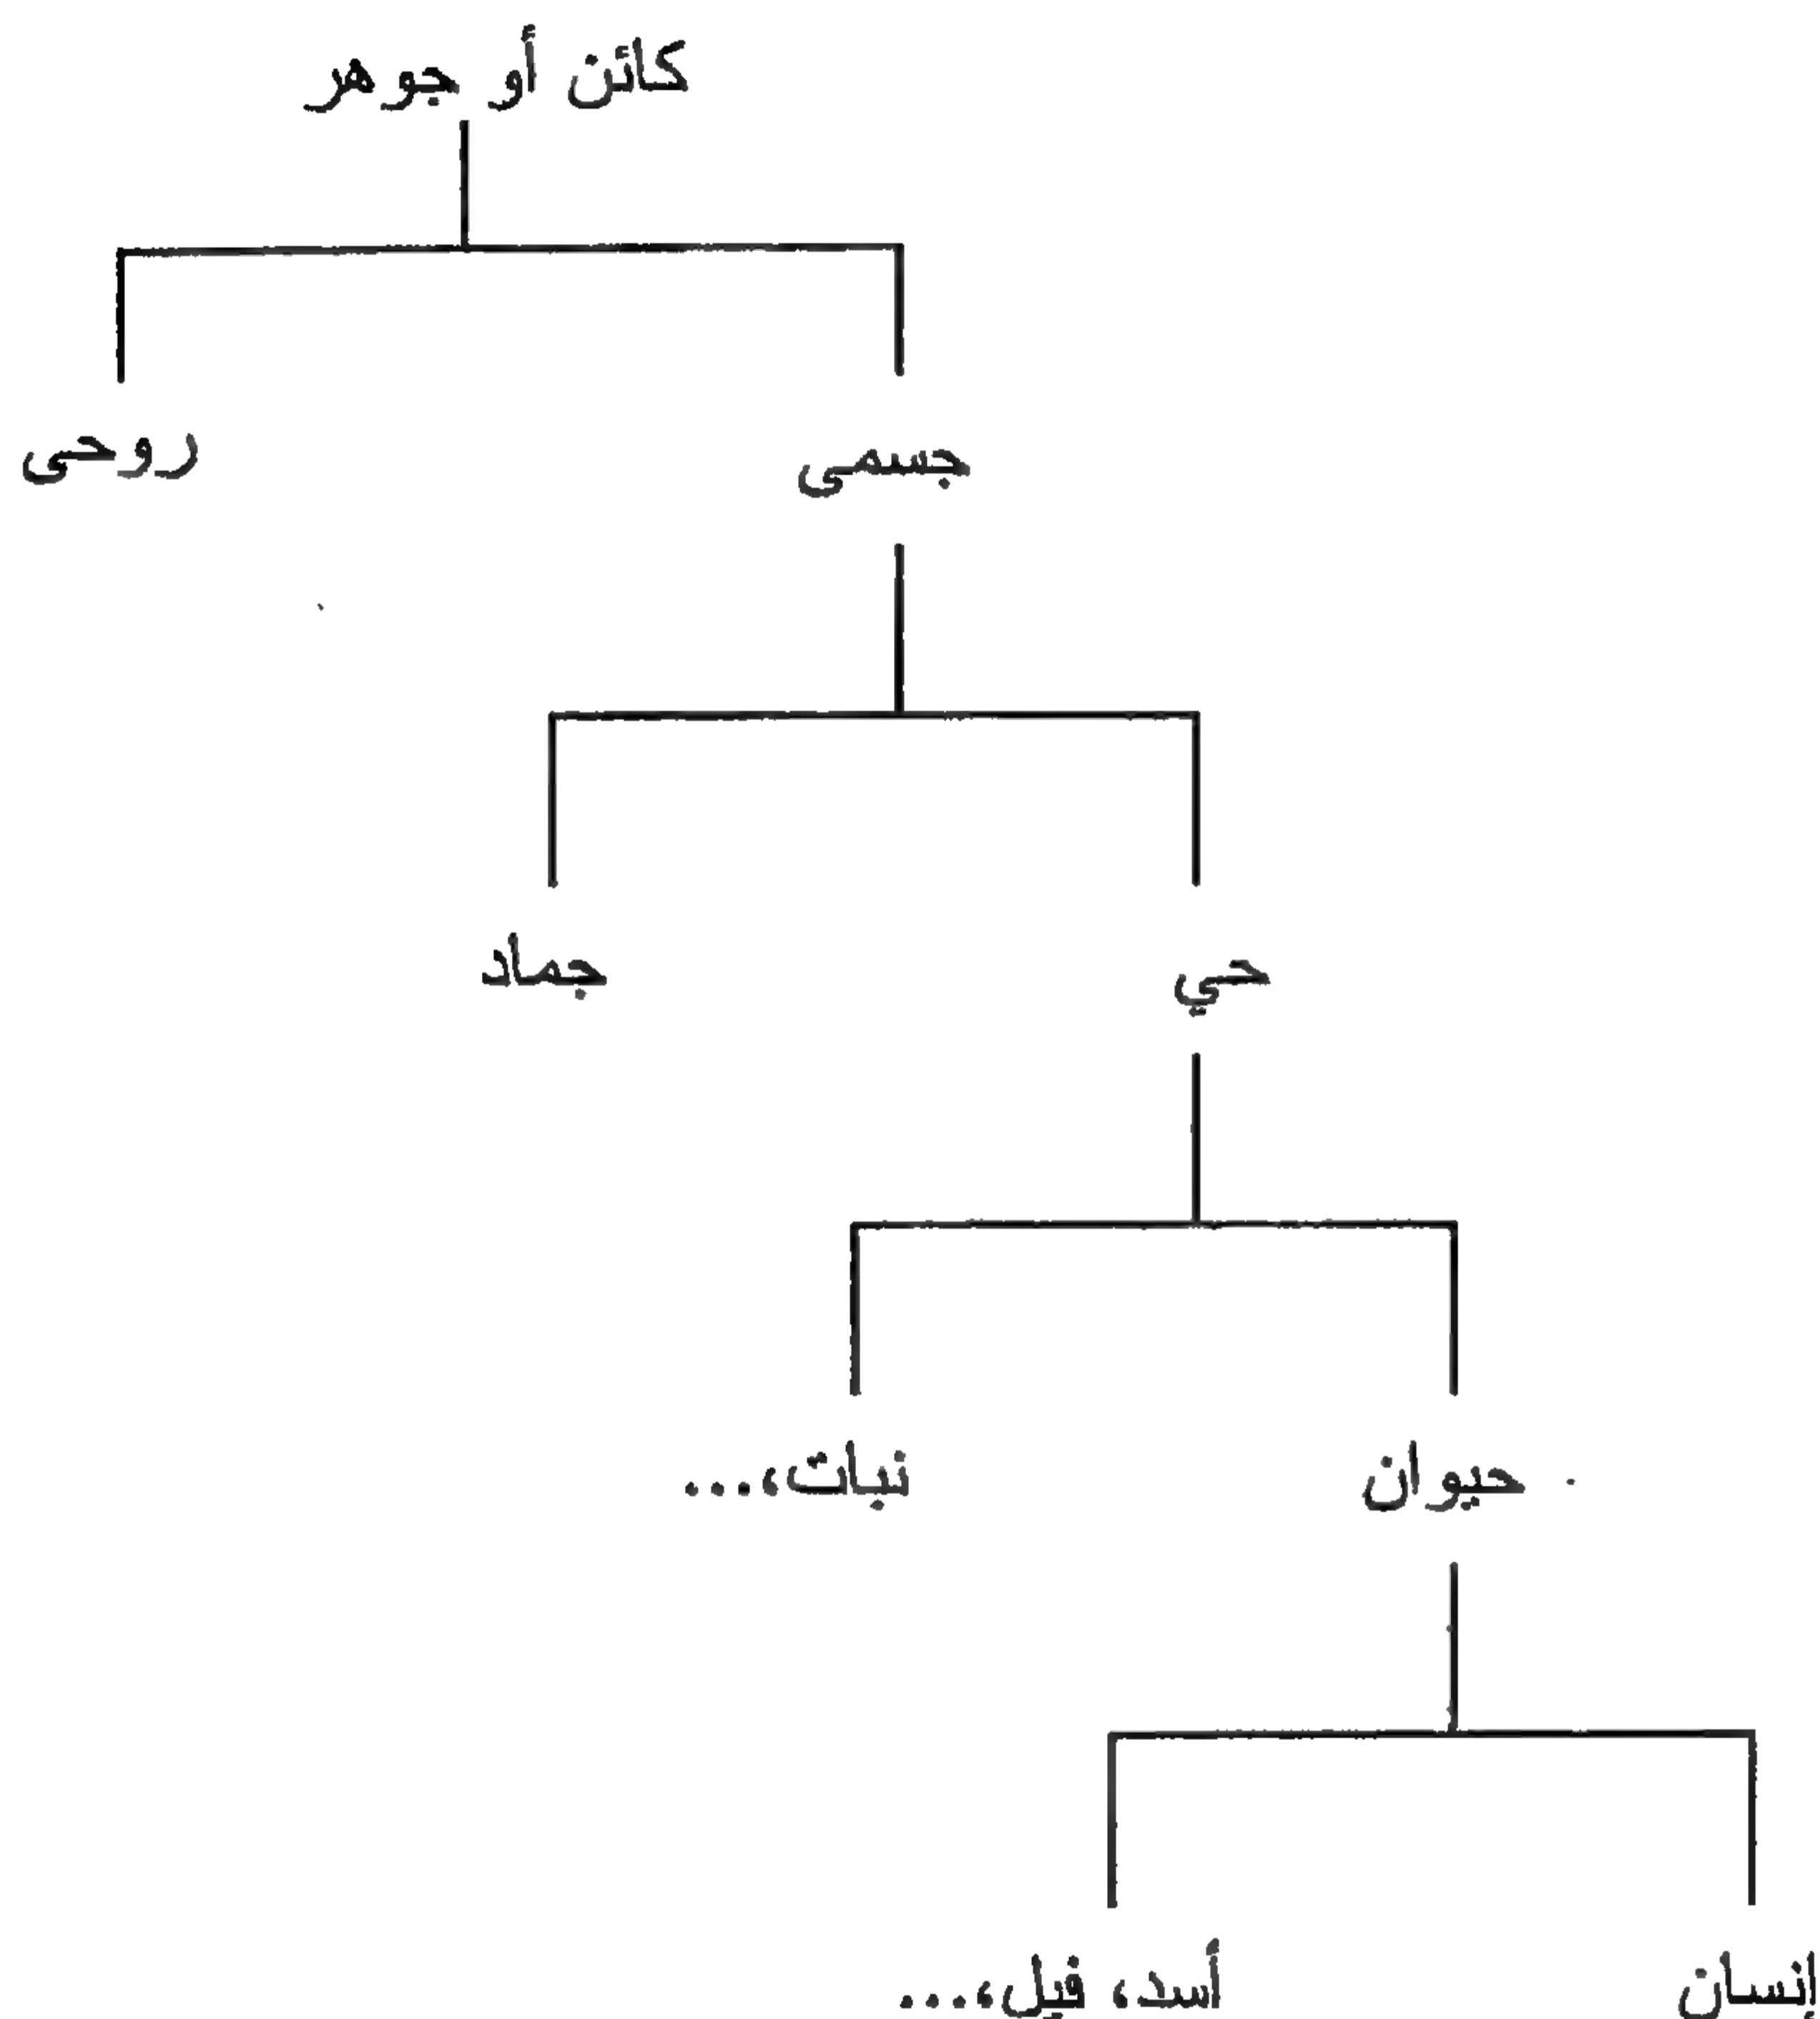 كائن أو جوهر
جسمى
روحى
حي
جماد
حيوان
نبات،...
إنسان
أسد، فيل،...